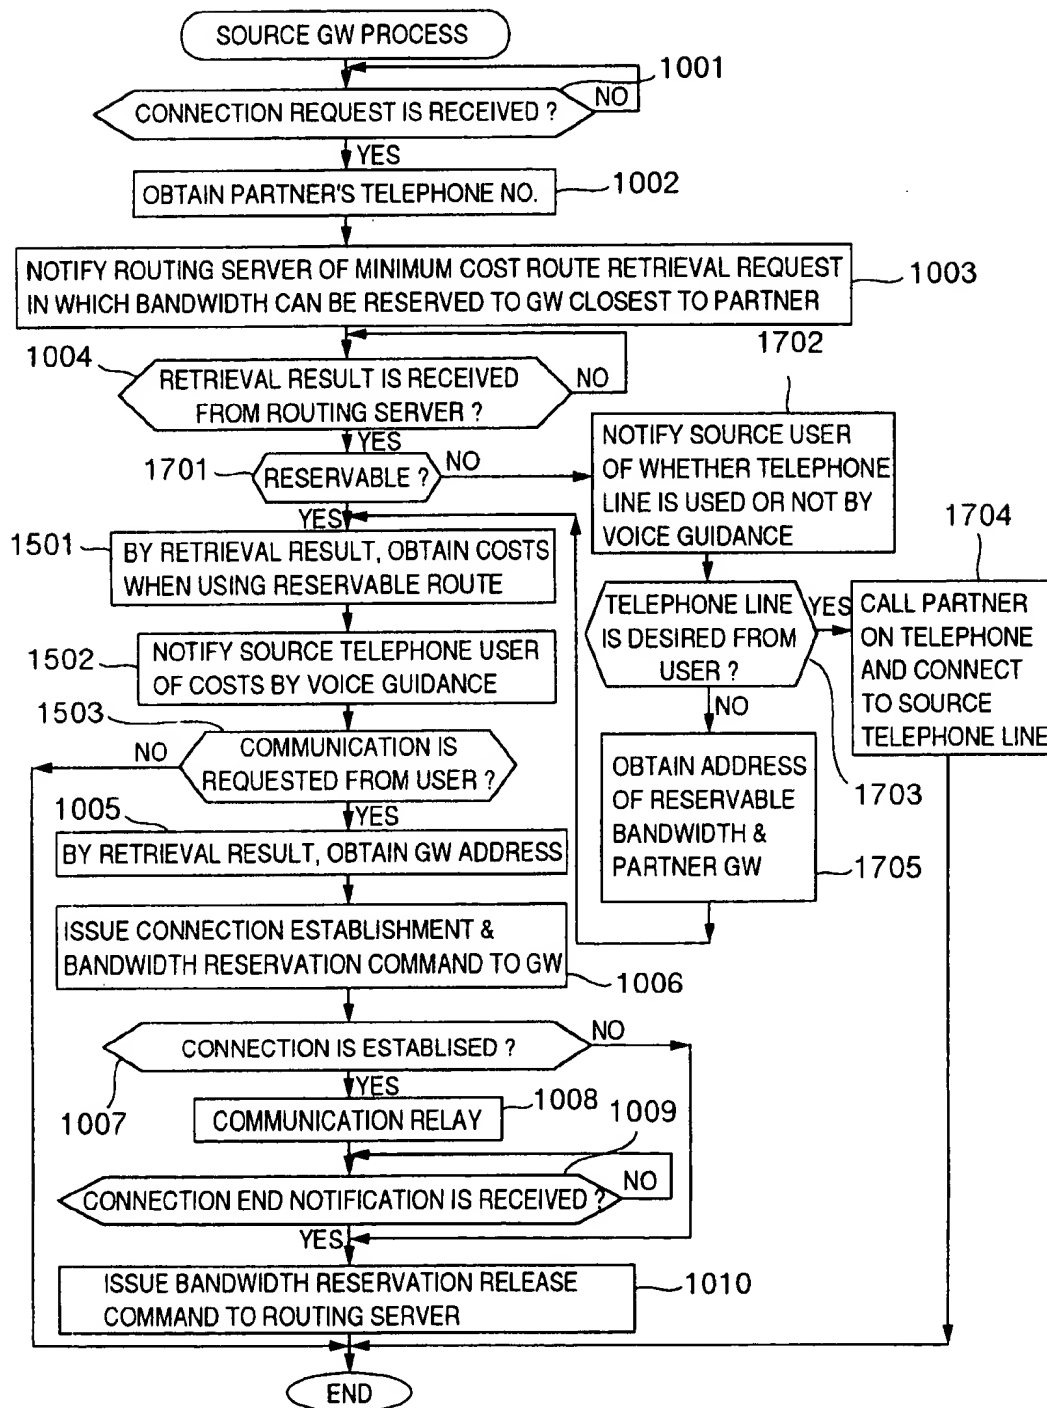 SOURCE GW PROCESS
1001
CONNECTION REQUEST IS RECEIVED ?
NO
YES
OBTAIN PARTNER'S TELEPHONE NO.
1002
NOTIFY ROUTING SERVER OF MINIMUM COST ROUTE RETRIEVAL REQUEST
IN WHICH BANDWIDTH CAN BE RESERVED TO GW CLOSEST TO PARTNER
1003
1004
RETRIEVAL RESULT IS RECEIVED
FROM ROUTING SERVER ?
NO
YES
1701
RESERVABLE ?
NO
YES
1702
NOTIFY SOURCE USER
OF WHETHER TELEPHONE
LINE IS USED OR NOT BY
VOICE GUIDANCE
1501
BY RETRIEVAL RESULT, OBTAIN COSTS
WHEN USING RESERVABLE ROUTE
TELEPHONE LINE
IS DESIRED FROM
USER ?
YES
NO
1703
1704
CALL PARTNER
ON TELEPHONE
AND CONNECT
TO SOURCE
TELEPHONE LINE
1502
NOTIFY SOURCE TELEPHONE USER
OF COSTS BY VOICE GUIDANCE
1503
COMMUNICATION IS
REQUESTED FROM USER ?
NO
YES
OBTAIN ADDRESS
OF RESERVABLE
BANDWIDTH &
PARTNER GW
1705
1005
BY RETRIEVAL RESULT, OBTAIN GW ADDRESS
ISSUE CONNECTION ESTABLISHMENT &
BANDWIDTH RESERVATION COMMAND TO GW
1006
CONNECTION IS ESTABLISED ?
NO
1007
YES
COMMUNICATION RELAY
1008
1009
CONNECTION END NOTIFICATION IS RECEIVED ?
NO
YES
ISSUE BANDWIDTH RESERVATION RELEASE
COMMAND TO ROUTING SERVER
1010
END